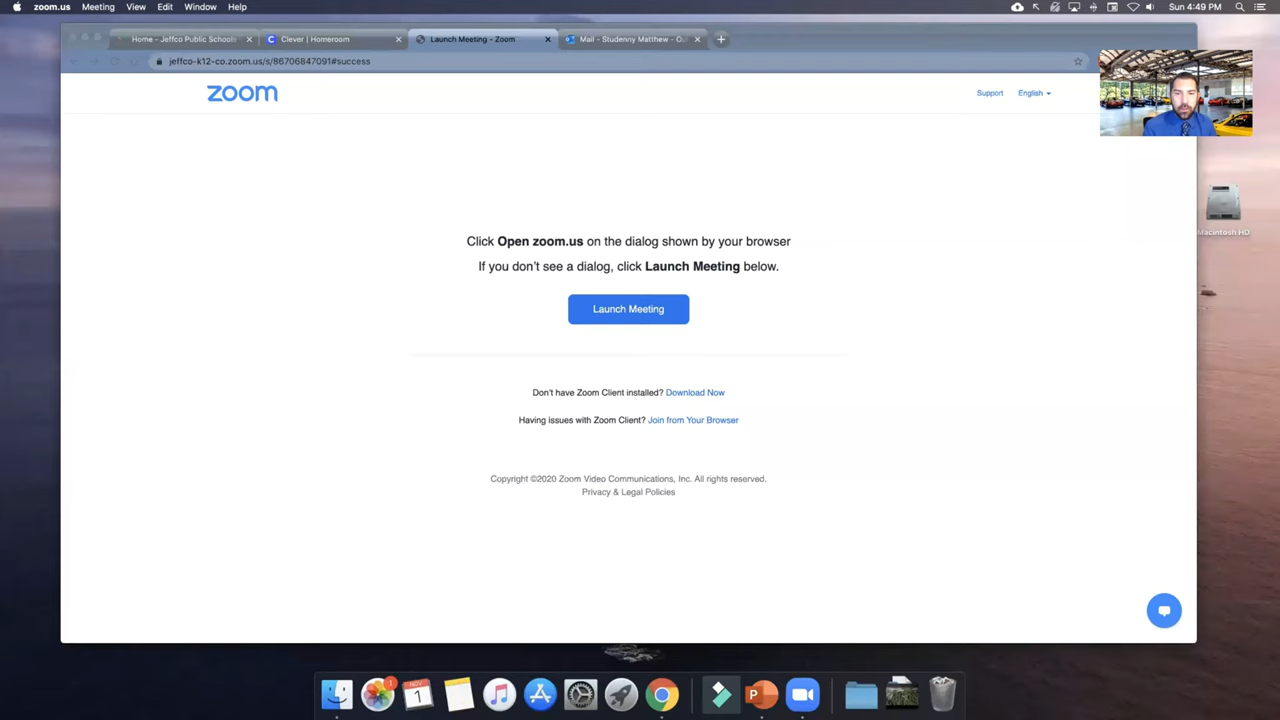 zoom.us Meeting View Edit Window Help Sun 4:49 PM
Home - Jeffco Public Schools Clever | Homeroom Launch Meeting - Zoom Mail - Studenny Matthew - Ou
jeffco-k12-co.zoom.us/s/86706847091#success
zoom Support English
Click Open zoom.us on the dialog shown by your browser
If you don't see a dialog, click Launch Meeting below.
Launch Meeting
Don't have Zoom Client installed? Download Now
Having issues with Zoom Client? Join from Your Browser
Copyright ©2020 Zoom Video Communications, Inc. All rights reserved.
Privacy & Legal Policies
Macintosh HD
1
NOV
1
P